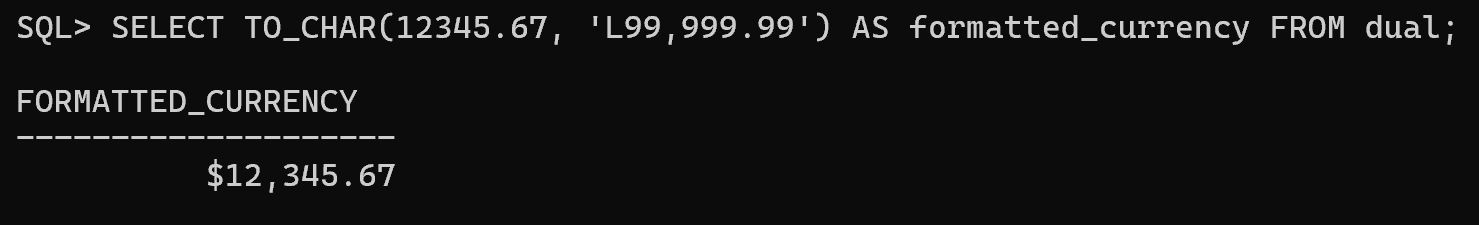 SQL> SELECT TO_CHAR(12345.67, 'L99,999.99') AS formatted_currency FROM dual;
FORMATTED_CURRENCY
--------------------
$12,345.67